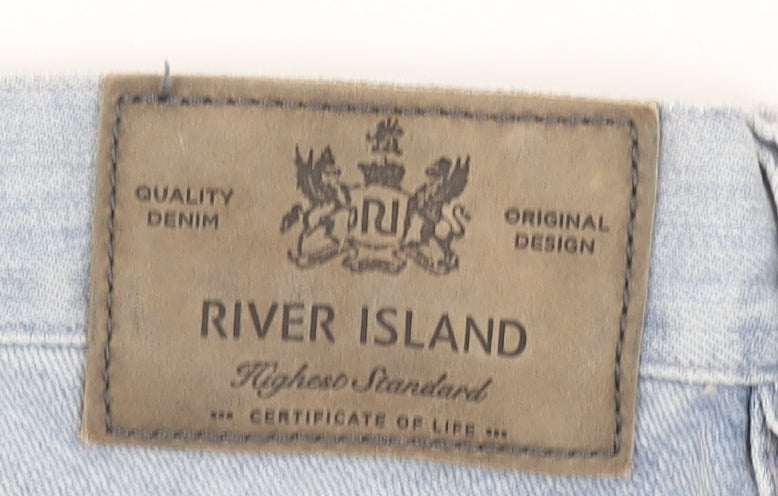 QUALITY
DENIM
RI
ORIGINAL
DESIGN
RIVER ISLAND
Highest Standard
*** CERTIFICATE OF LIFE ***